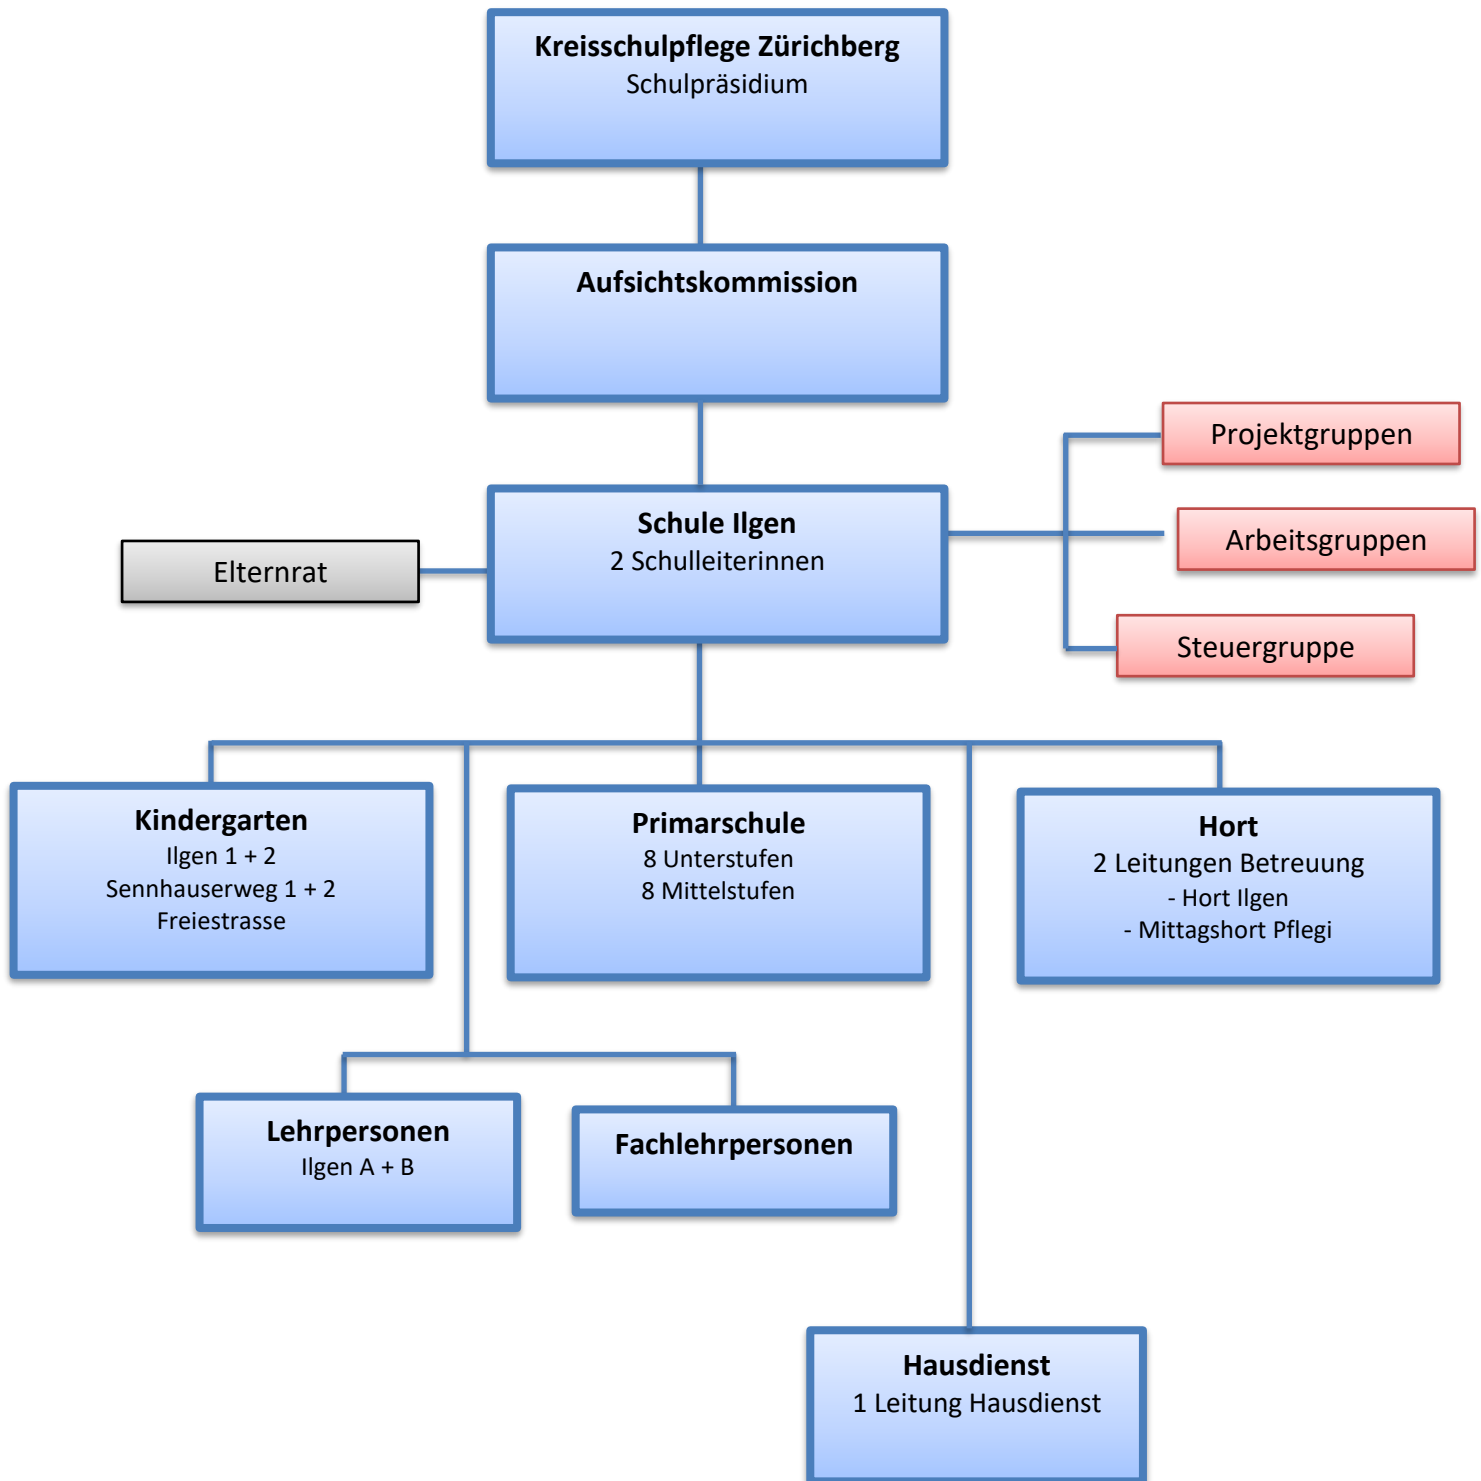 Kreisschulpflege Zürichberg
Schulpräsidium
Aufsichtskommission
Projektgruppen
Schule Ilgen
2 Schulleiterinnen
Arbeitsgruppen
Elternrat
Steuergruppe
Kindergarten
Ilgen 1 + 2
Sennhauserweg 1 + 2
Freiestrasse
Primarschule
8 Unterstufen
8 Mittelstufen
Hort
2 Leitungen Betreuung
- Hort Ilgen
- Mittagshort Pflegi
Lehrpersonen
Ilgen A + B
Fachlehrpersonen
Hausdienst
1 Leitung Hausdienst